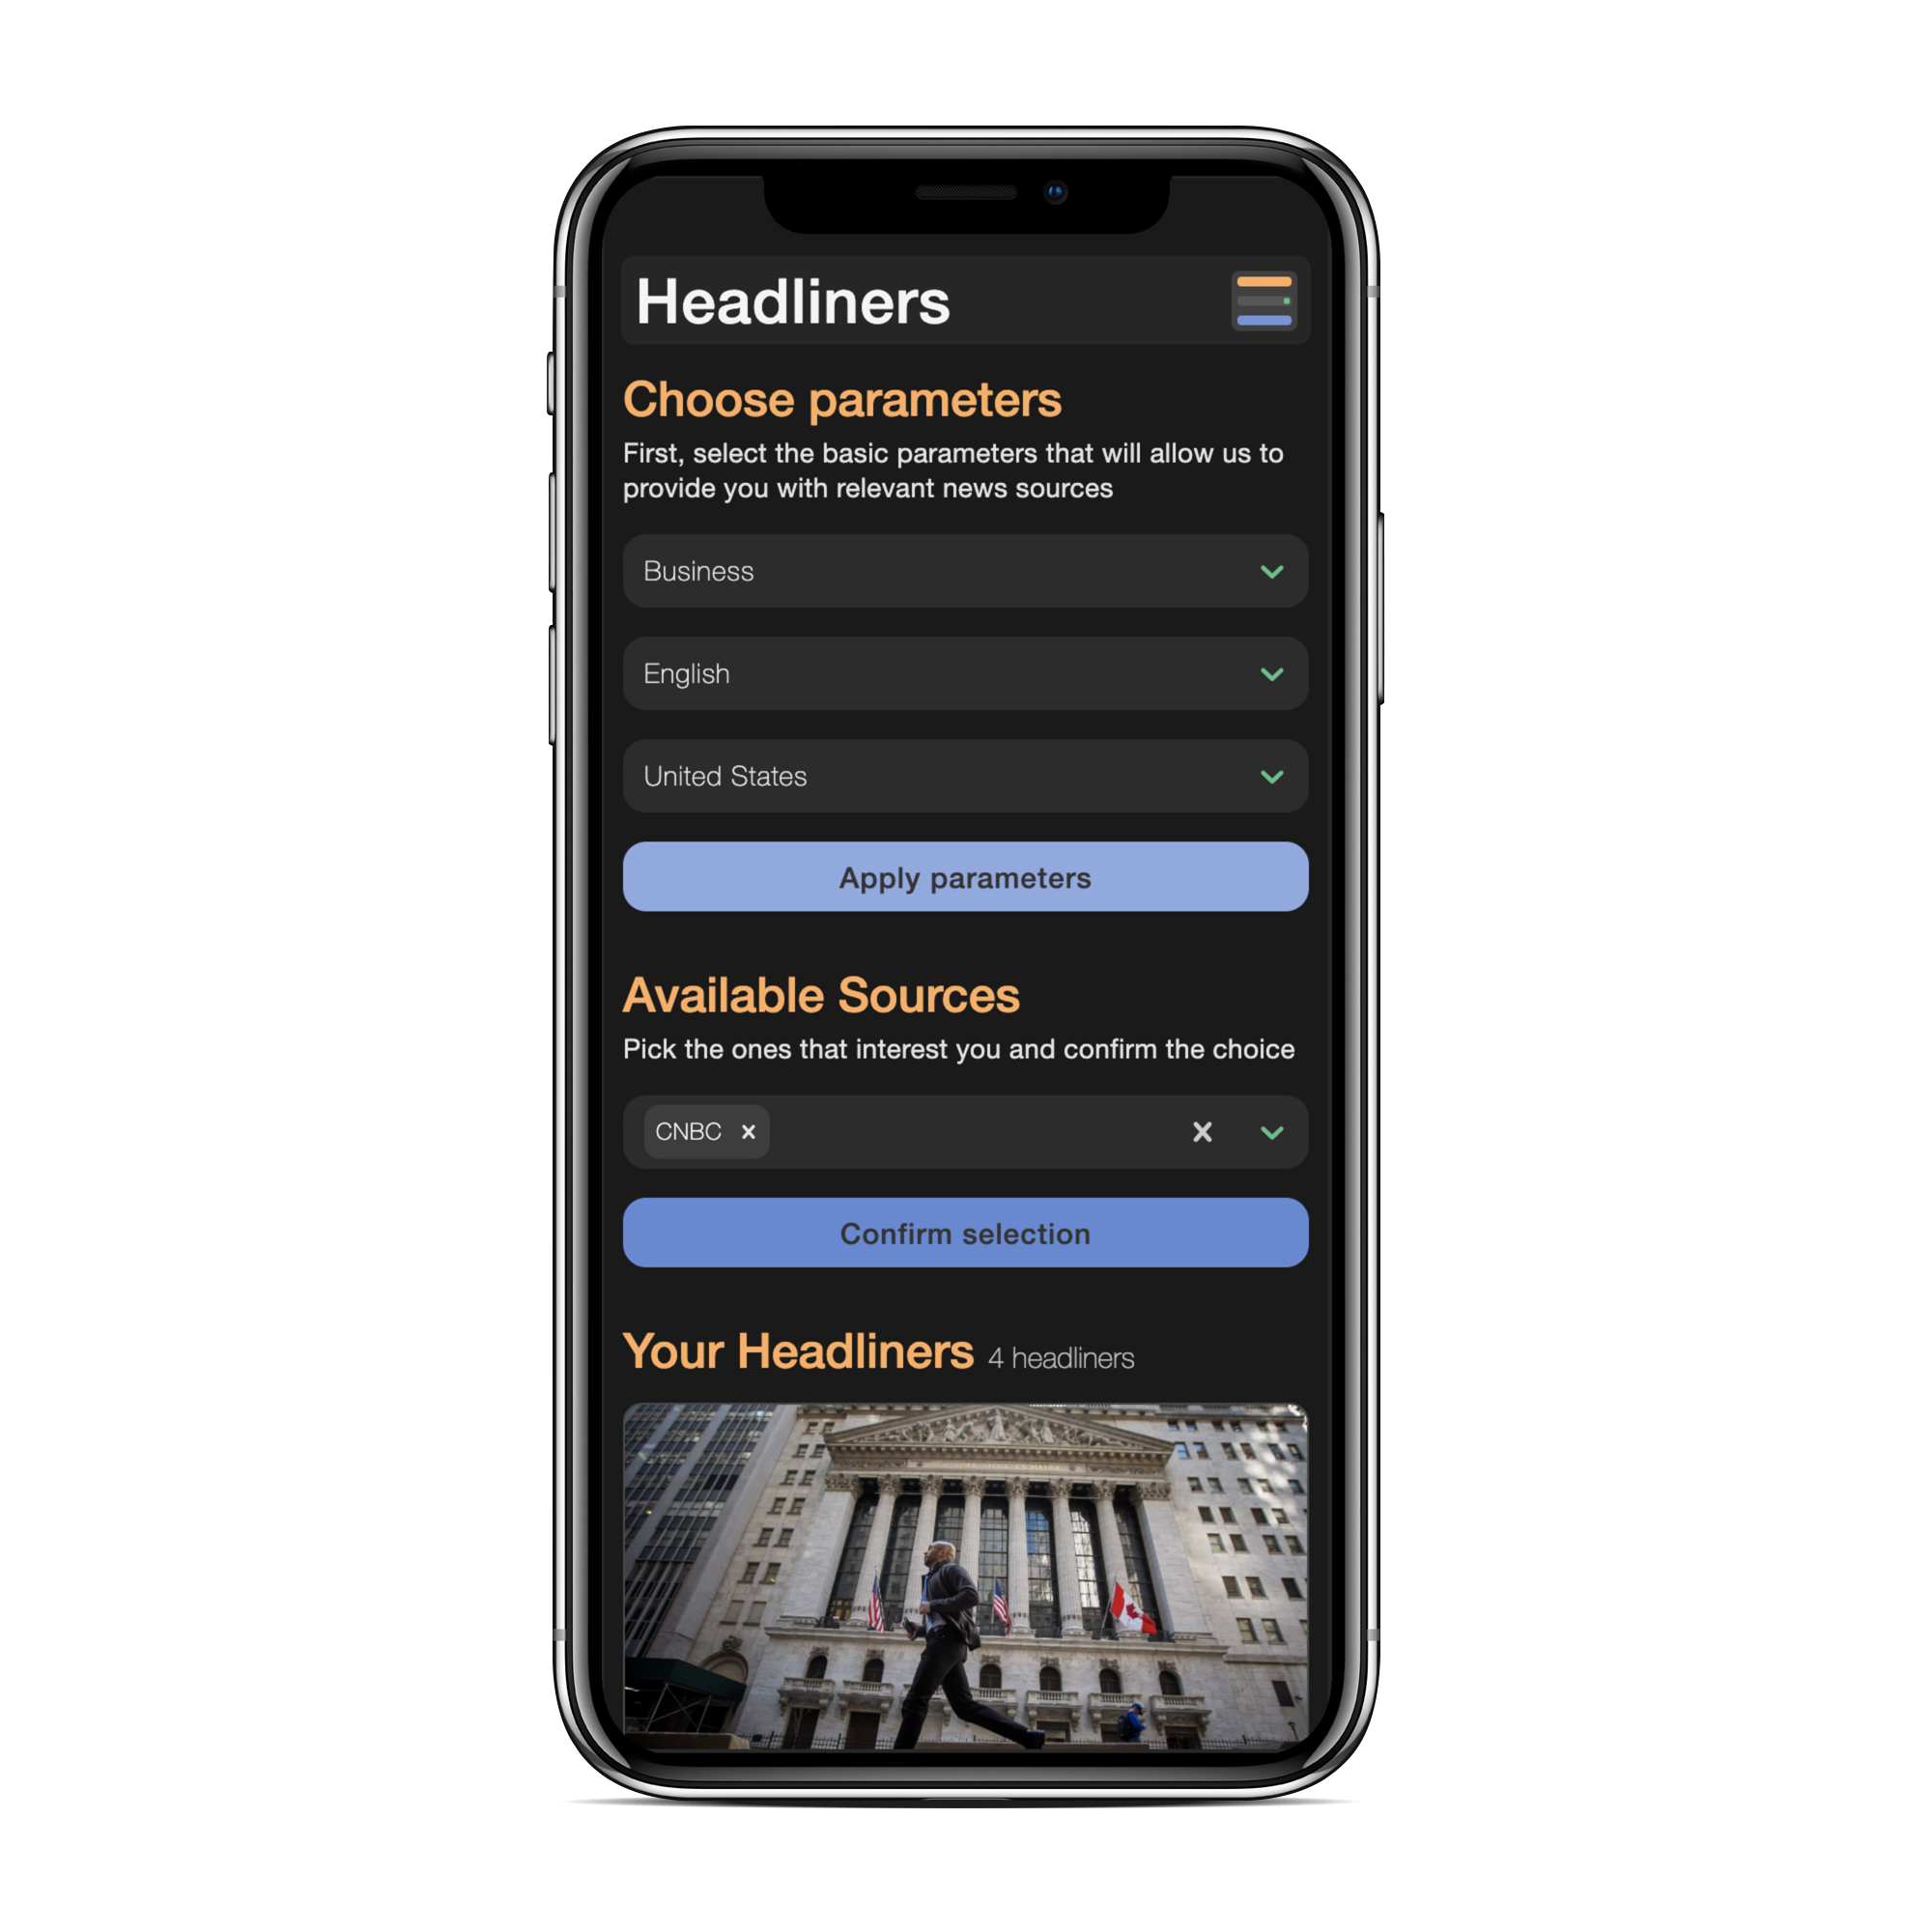 Headliners
Choose parameters
First, select the basic parameters that will allow us to
provide you with relevant news sources
Business
English
United States
Apply parameters
Available Sources
Pick the ones that interest you and confirm the choice
CNBC
Confirm selection
Your Headliners 4 headliners